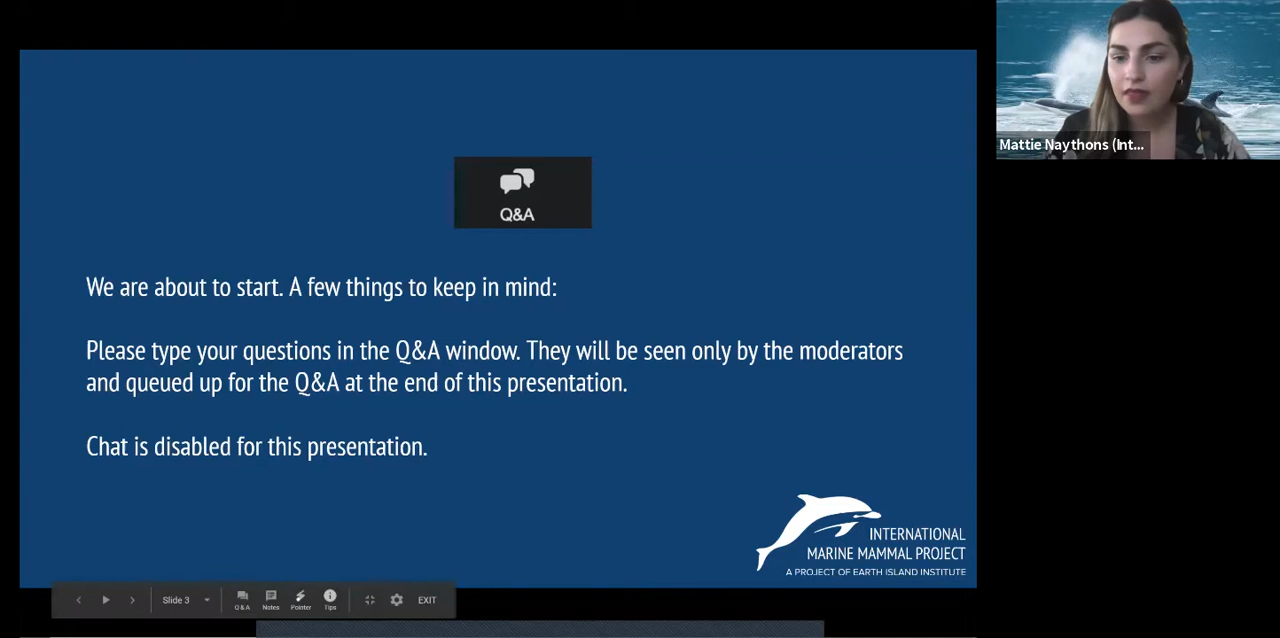 Q&A
We are about to start. A few things to keep in mind:
Please type your questions in the Q&A window. They will be seen only by the moderators
and queued up for the Q&A at the end of this presentation.
Chat is disabled for this presentation.
INTERNATIONAL
MARINE MAMMAL PROJECT
A PROJECT OF EARTH ISLAND INSTITUTE
Mattie Naythons (Int...
Slide 3
Q&A
Notes
Pointer
Tips
EXIT